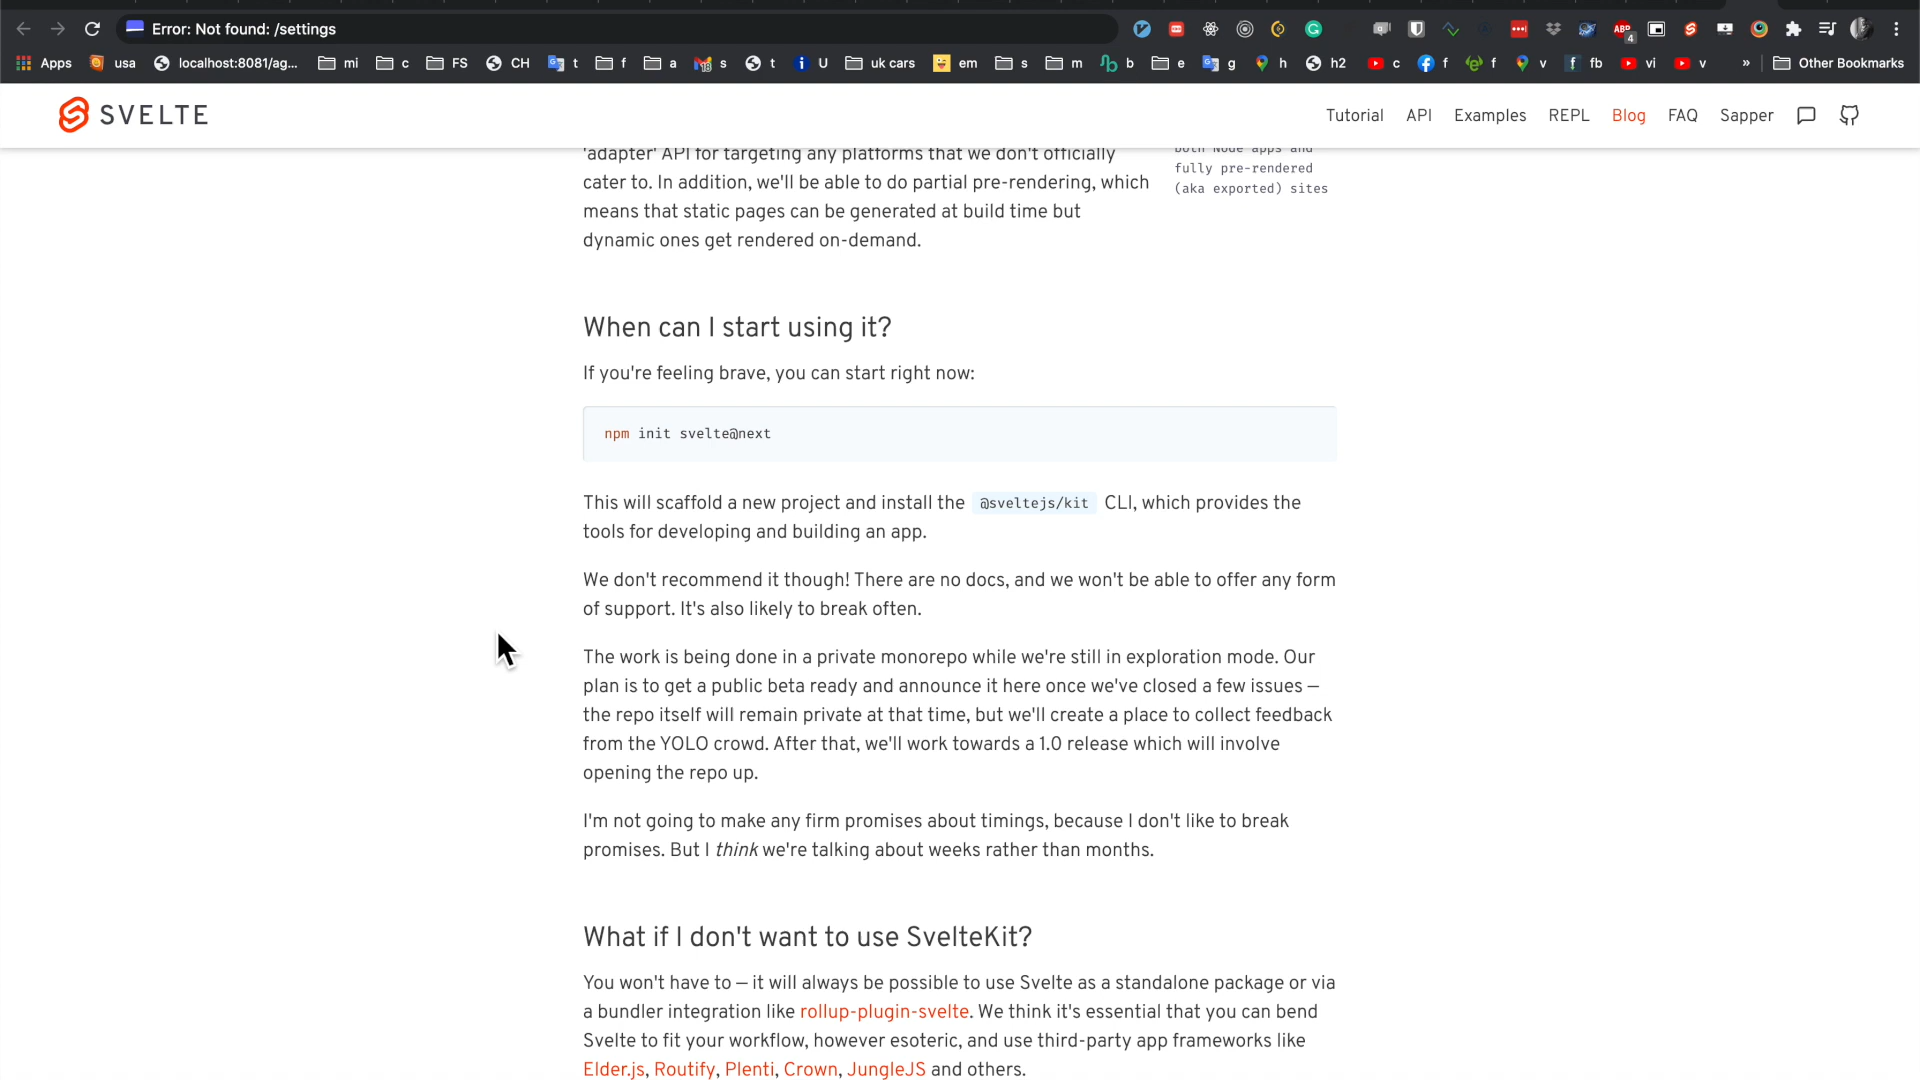 Error: Not found: /settings
Apps usa localhost:8081/ag... mi c FS CH t f a s t U uk cars em s m b e g h h2 c f f v fb vi v » Other Bookmarks
SVELTE Tutorial API Examples REPL Blog FAQ Sapper
'adapter' API for targeting any platforms that we don't officially
cater to. In addition, we'll be able to do partial pre-rendering, which
means that static pages can be generated at build time but
dynamic ones get rendered on-demand.
both Node apps and
fully pre-rendered
(aka exported) sites
When can I start using it?
If you're feeling brave, you can start right now:
npm init svelte@next
This will scaffold a new project and install the @sveltejs/kit CLI, which provides the
tools for developing and building an app.
We don't recommend it though! There are no docs, and we won't be able to offer any form
of support. It's also likely to break often.
The work is being done in a private monorepo while we're still in exploration mode. Our
plan is to get a public beta ready and announce it here once we've closed a few issues —
the repo itself will remain private at that time, but we'll create a place to collect feedback
from the YOLO crowd. After that, we'll work towards a 1.0 release which will involve
opening the repo up.
I'm not going to make any firm promises about timings, because I don't like to break
promises. But I think we're talking about weeks rather than months.
What if I don't want to use SvelteKit?
You won't have to — it will always be possible to use Svelte as a standalone package or via
a bundler integration like rollup-plugin-svelte. We think it's essential that you can bend
Svelte to fit your workflow, however esoteric, and use third-party app frameworks like
Elder.js, Routify, Plenti, Crown, JungleJS and others.